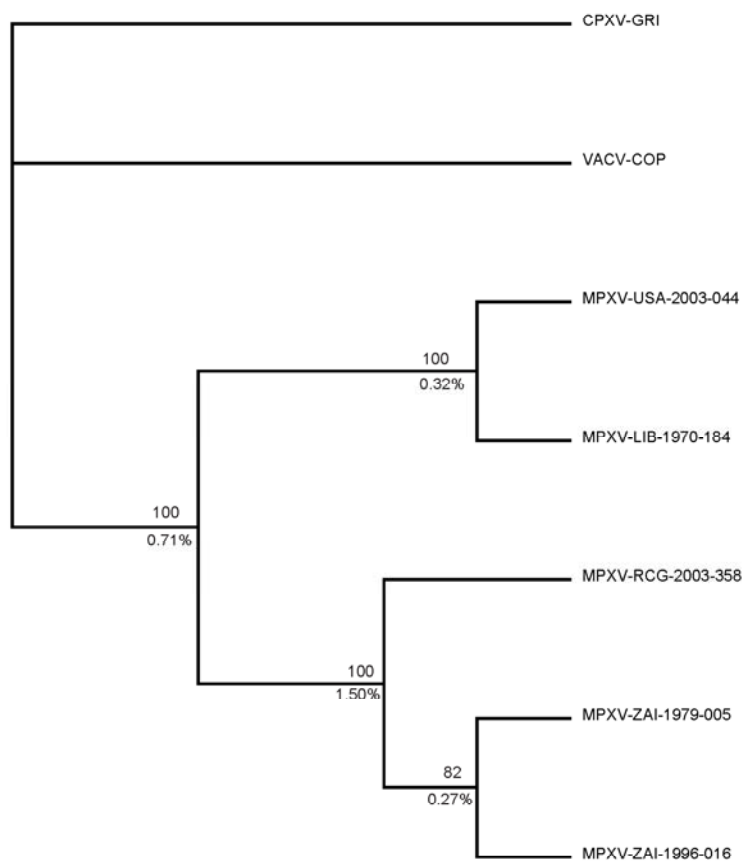 CPXV-GRI
VACV-COP
MPXV-USA-2003-044
100
0.32%
MPXV-LIB-1970-184
100
0.71%
MPXV-RCG-2003-358
100
1.50%
MPXV-ZAI-1979-005
82
0.27%
MPXV-ZAI-1996-016